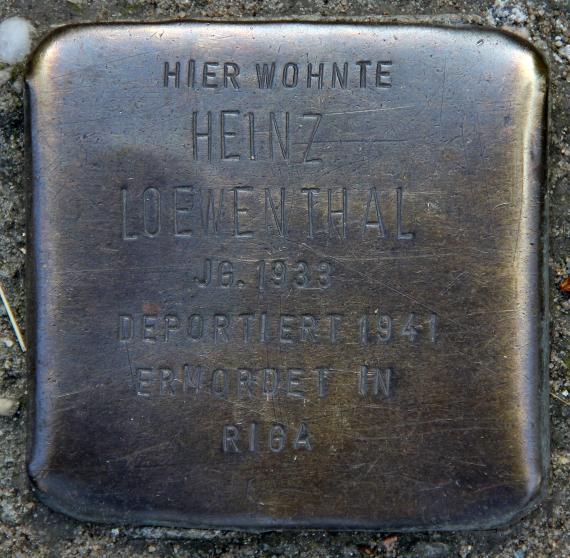 HIER WOHNTE
HEINZ
LOEWENTHAL
JG. 1933
DEPORTIERT 1941
ERMORDET IN
RIGA